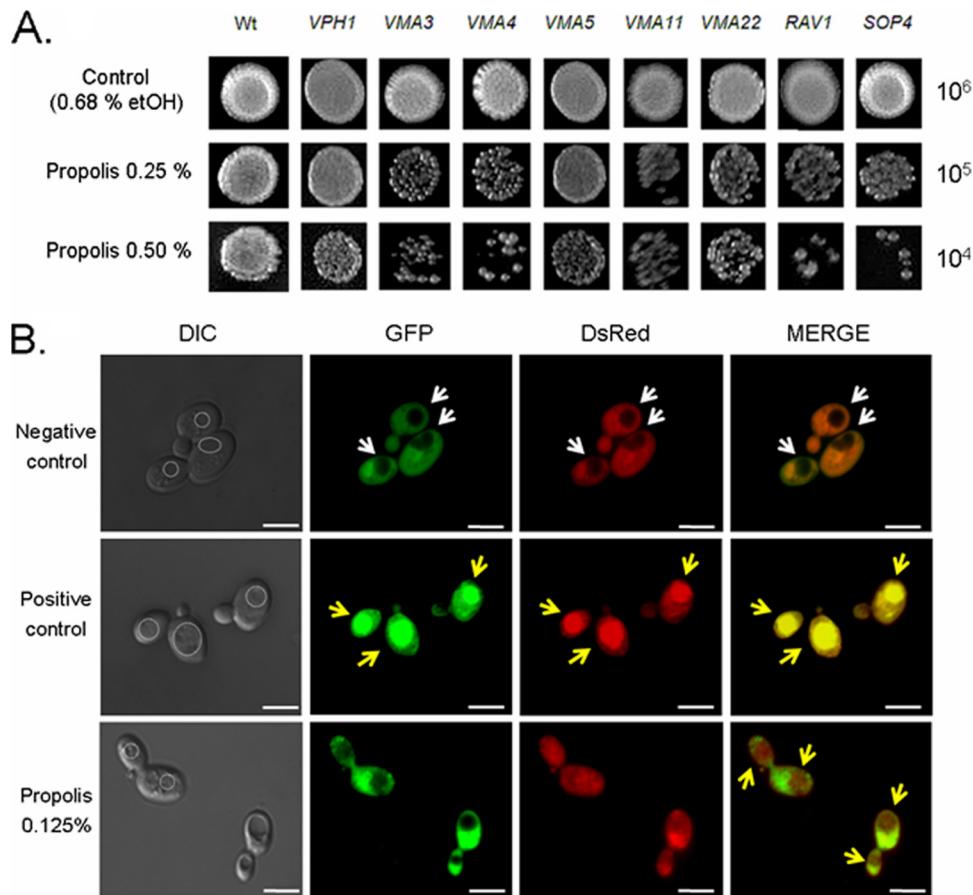 A.
Wt VPH1 VMA3 VMA4 VMA5 VMA11 VMA22 RAV1 SOP4
Control
(0.68 % etOH)
10⁶
Propolis 0.25 %
10⁵
Propolis 0.50 %
10⁴
B.
DIC GFP DsRed MERGE
Negative
control
Positive
control
Propolis
0.125%